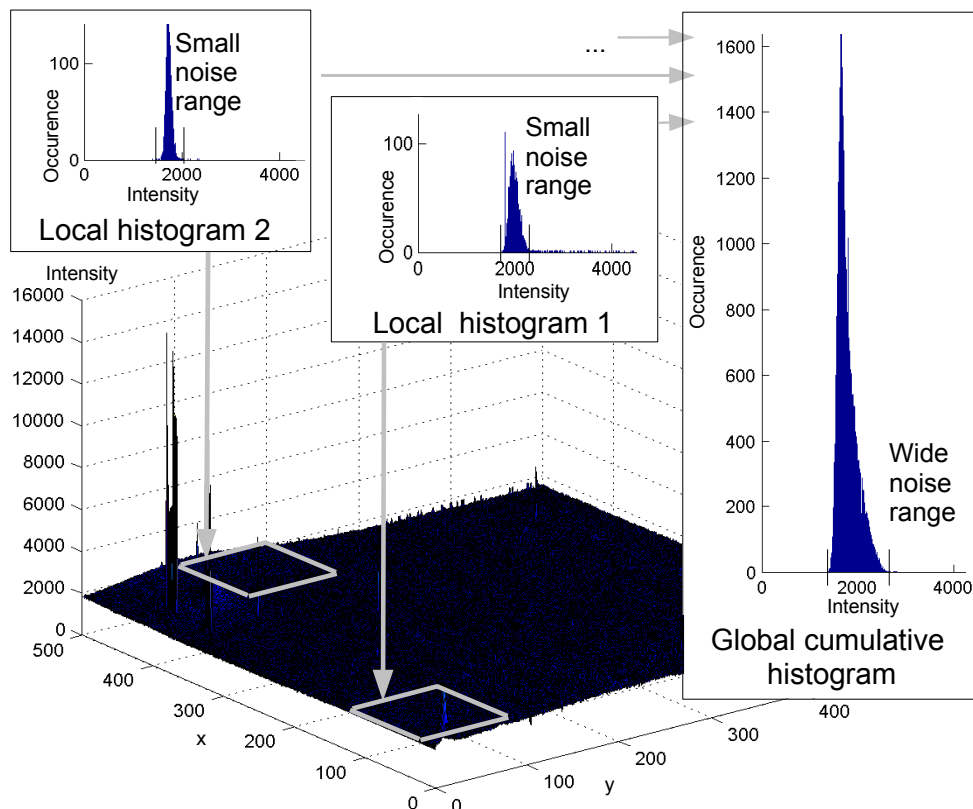 100
0
Occurence
Small
noise
range
0
2000
4000
Intensity
Local histogram 2
...
100
0
Occurence
Small
noise
range
0
2000
4000
Intensity
Local  histogram 1
1600
1400
1200
1000
800
600
400
200
0
Occurence
Wide
noise
range
0
2000
4000
Intensity
Global cumulative
histogram
Intensity
16000
14000
12000
10000
8000
6000
4000
2000
0
500
400
300
200
100
0
x
0
100
200
300
400
y